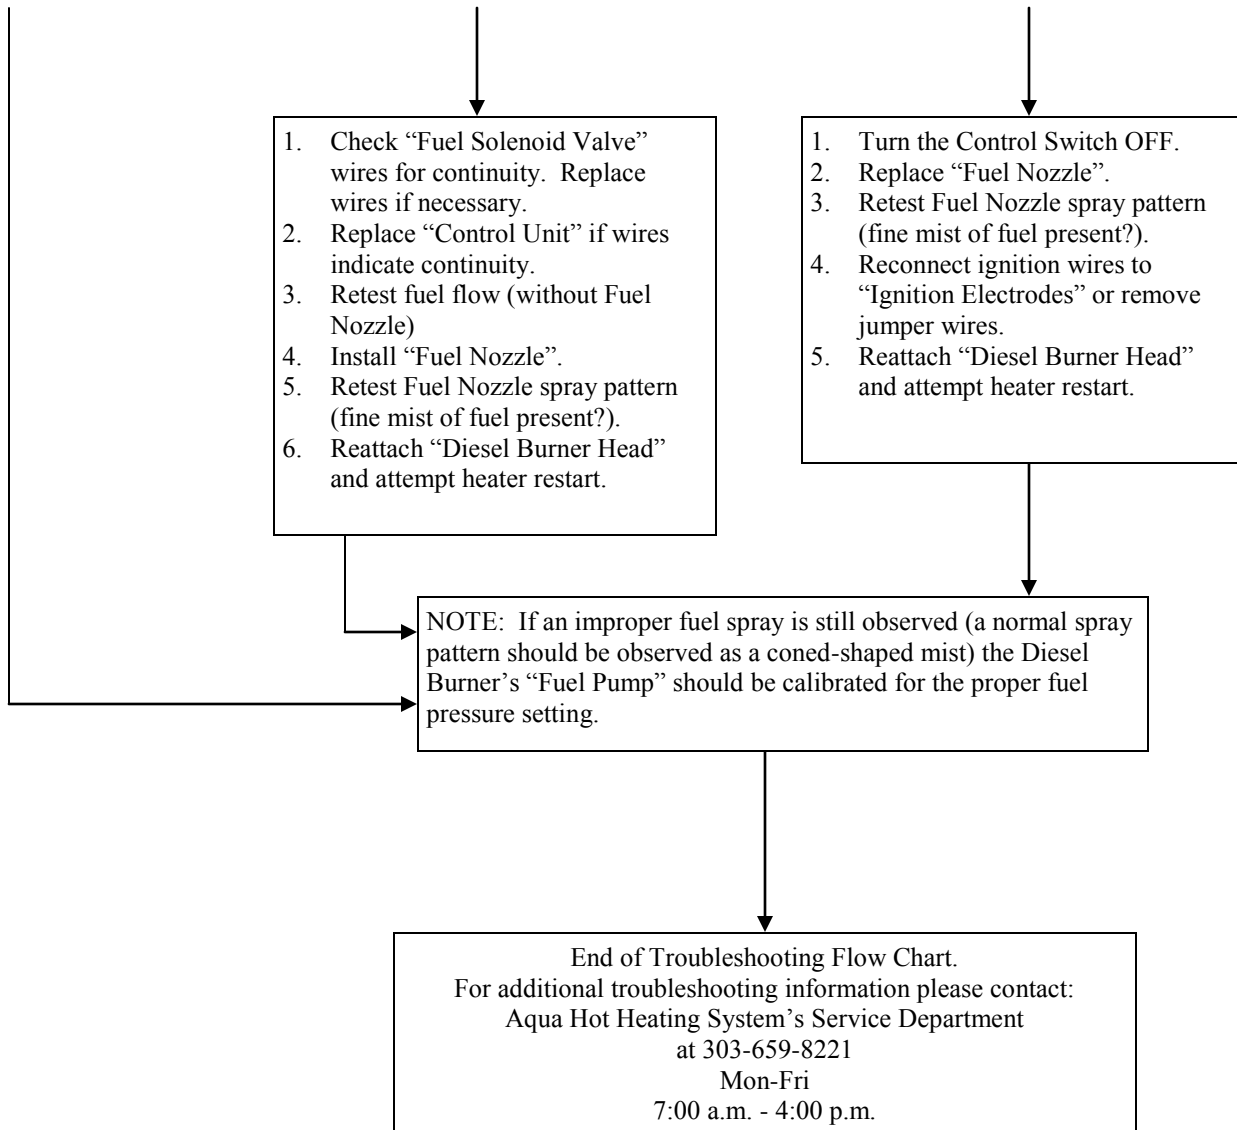 1. Check “Fuel Solenoid Valve”
wires for continuity. Replace
wires if necessary.
2. Replace “Control Unit” if wires
indicate continuity.
3. Retest fuel flow (without Fuel
Nozzle)
4. Install “Fuel Nozzle”.
5. Retest Fuel Nozzle spray pattern
(fine mist of fuel present?).
6. Reattach “Diesel Burner Head”
and attempt heater restart.
1. Turn the Control Switch OFF.
2. Replace “Fuel Nozzle”.
3. Retest Fuel Nozzle spray pattern
(fine mist of fuel present?).
4. Reconnect ignition wires to
“Ignition Electrodes” or remove
jumper wires.
5. Reattach “Diesel Burner Head”
and attempt heater restart.
NOTE: If an improper fuel spray is still observed (a normal spray
pattern should be observed as a coned-shaped mist) the Diesel
Burner’s “Fuel Pump” should be calibrated for the proper fuel
pressure setting.
End of Troubleshooting Flow Chart.
For additional troubleshooting information please contact:
Aqua Hot Heating System’s Service Department
at 303-659-8221
Mon-Fri
7:00 a.m. - 4:00 p.m.